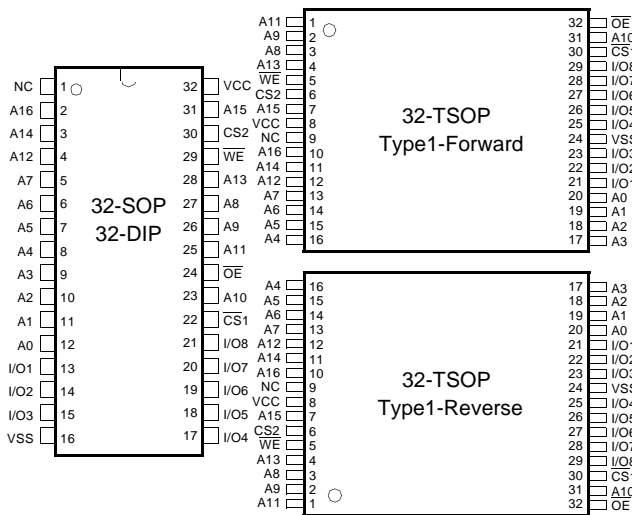 NC 1 32 VCC
A16 2 31 A15
A14 3 30 CS2
A12 4 29 WE
A7 5 28 A13
A6 6 27 A8
A5 7 26 A9
A4 8 25 A11
A3 9 24 OE
A2 10 23 A10
A1 11 22 CS1
A0 12 21 I/O8
I/O1 13 20 I/O7
I/O2 14 19 I/O6
I/O3 15 18 I/O5
VSS 16 17 I/O4
32-SOP
32-DIP
A11 1 32 OE
A9 2 31 A10
A8 3 30 CS1
A13 4 29 I/O8
WE 5 28 I/O7
CS2 6 27 I/O6
A15 7 26 I/O5
VCC 8 25 I/O4
NC 9 24 VSS
A16 10 23 I/O3
A14 11 22 I/O2
A12 12 21 I/O1
A7 13 20 A0
A6 14 19 A1
A5 15 18 A2
A4 16 17 A3
32-TSOP
Type1-Forward
A4 16 17 A3
A5 15 18 A2
A6 14 19 A1
A7 13 20 A0
A12 12 21 I/O1
A14 11 22 I/O2
A16 10 23 I/O3
NC 9 24 VSS
VCC 8 25 I/O4
A15 7 26 I/O5
CS2 6 27 I/O6
WE 5 28 I/O7
A13 4 29 I/O8
A8 3 30 CS1
A9 2 31 A10
A11 1 32 OE
32-TSOP
Type1-Reverse